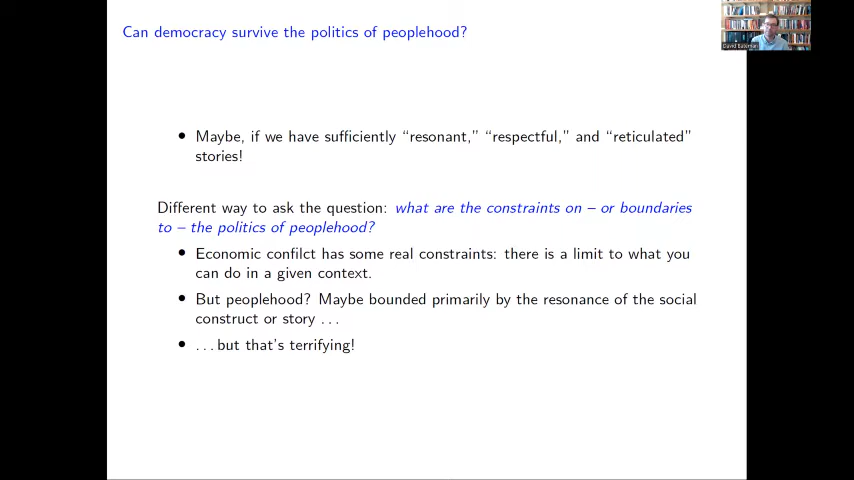 Can democracy survive the politics of peoplehood?
David Bateman
• Maybe, if we have sufficiently “resonant,” “respectful,” and “reticulated”
stories!
Different way to ask the question: what are the constraints on – or boundaries
to – the politics of peoplehood?
• Economic confilct has some real constraints: there is a limit to what you
can do in a given context.
• But peoplehood? Maybe bounded primarily by the resonance of the social
construct or story . . .
• . . . but that’s terrifying!